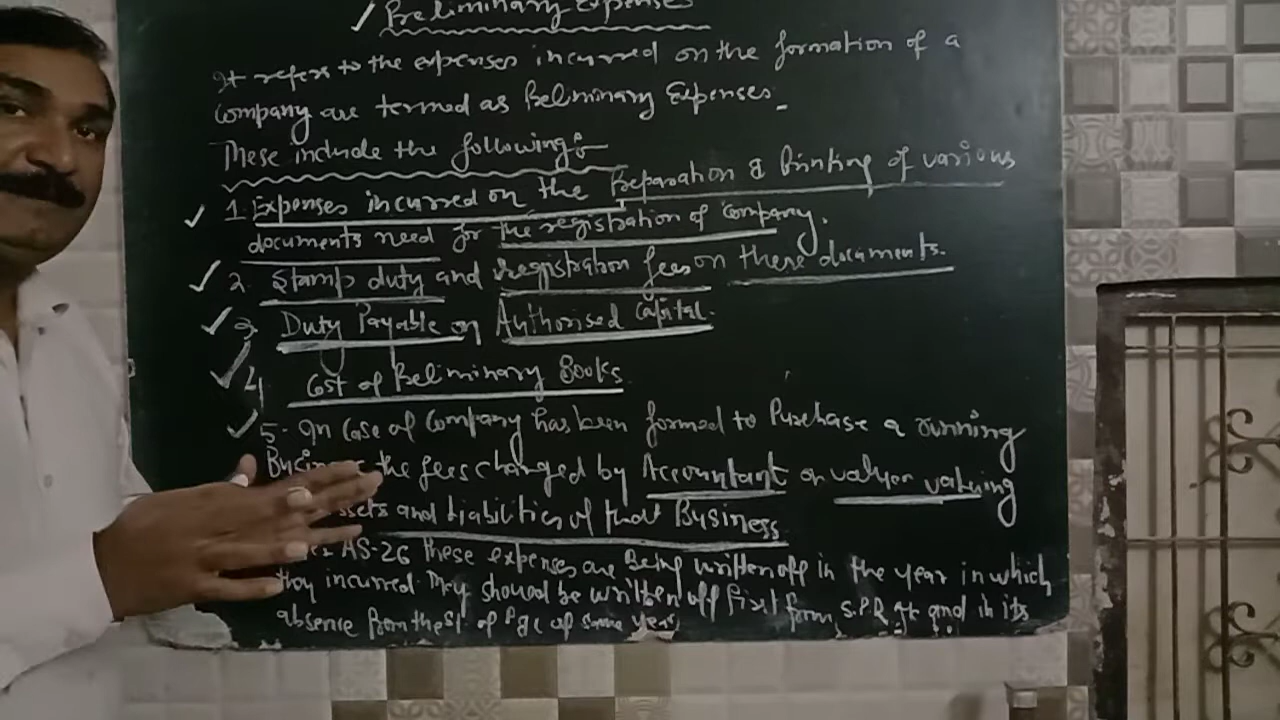 Preliminary Expenses
It refers to the expenses incurred on the formation of a
Company are termed as Preliminary Expenses.
These include the following:
1. Expenses incurred on the Preparation & Printing of various
documents need for the registration of Company.
2. Stamp duty and registration fees on these documents.
3 Duty Payable on Authorised Capital.
4 Cost of Preliminary Books
5- In Case of Company has been formed to Purchase a running
Business the fees charged by Accountant or valuer valuing
Assets and Liabilities of that Business
AS-26 these expenses are Being written off in the year in which
they incurred. They should be written off first form S.P.R. A/c and in its
absence from the St. of P&L of same year